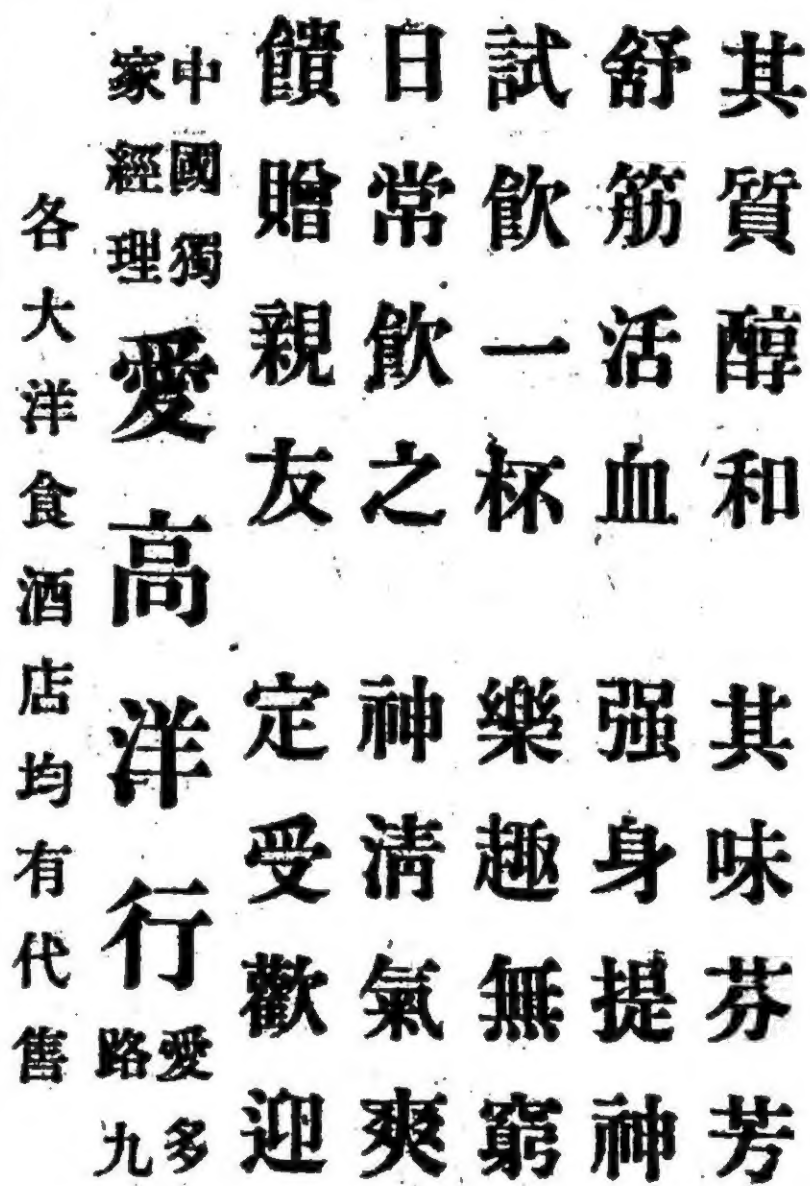 其質醇和 其味芬芳
舒筋活血 强身提神
試飲一杯 樂趣無窮
日常飲之 神清氣爽
饋贈親友 定受歡迎
中國獨家經理 愛高洋行 愛多路九
各大洋食酒店均有代售